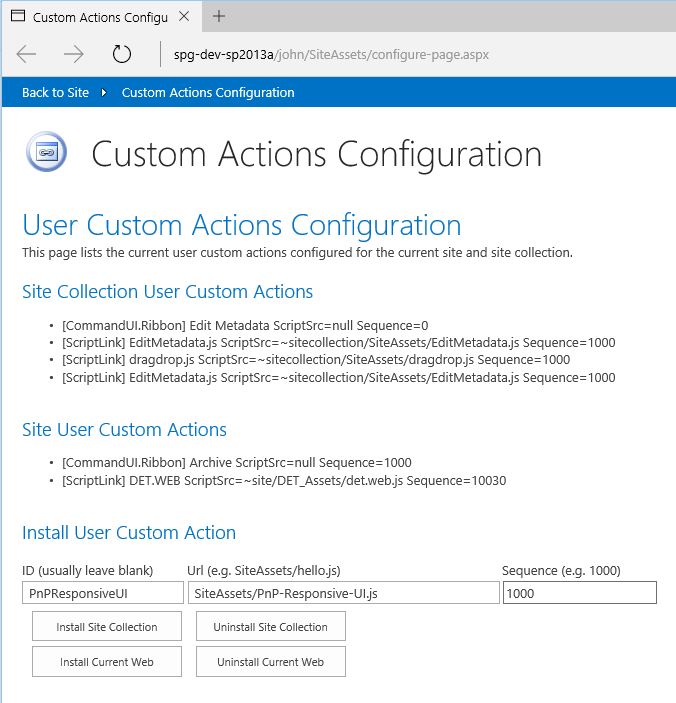 Custom Actions Configu
spg-dev-sp2013a/john/SiteAssets/configure-page.aspx
Back to Site Custom Actions Configuration
Custom Actions Configuration
User Custom Actions Configuration
This page lists the current user custom actions configured for the current site and site collection.
Site Collection User Custom Actions
• [CommandUI.Ribbon] Edit Metadata ScriptSrc=null Sequence=0
• [ScriptLink] EditMetadata.js ScriptSrc=~sitecollection/SiteAssets/EditMetadata.js Sequence=1000
• [ScriptLink] dragdrop.js ScriptSrc=~sitecollection/SiteAssets/dragdrop.js Sequence=1000
• [ScriptLink] EditMetadata.js ScriptSrc=~sitecollection/SiteAssets/EditMetadata.js Sequence=1000
Site User Custom Actions
• [CommandUI.Ribbon] Archive ScriptSrc=null Sequence=1000
• [ScriptLink] DET.WEB ScriptSrc=~site/DET_Assets/det.web.js Sequence=10030
Install User Custom Action
ID (usually leave blank) Url (e.g. SiteAssets/hello.js) Sequence (e.g. 1000)
PnPResponsiveUI SiteAssets/PnP-Responsive-UI.js 1000
Install Site Collection Uninstall Site Collection
Install Current Web Uninstall Current Web